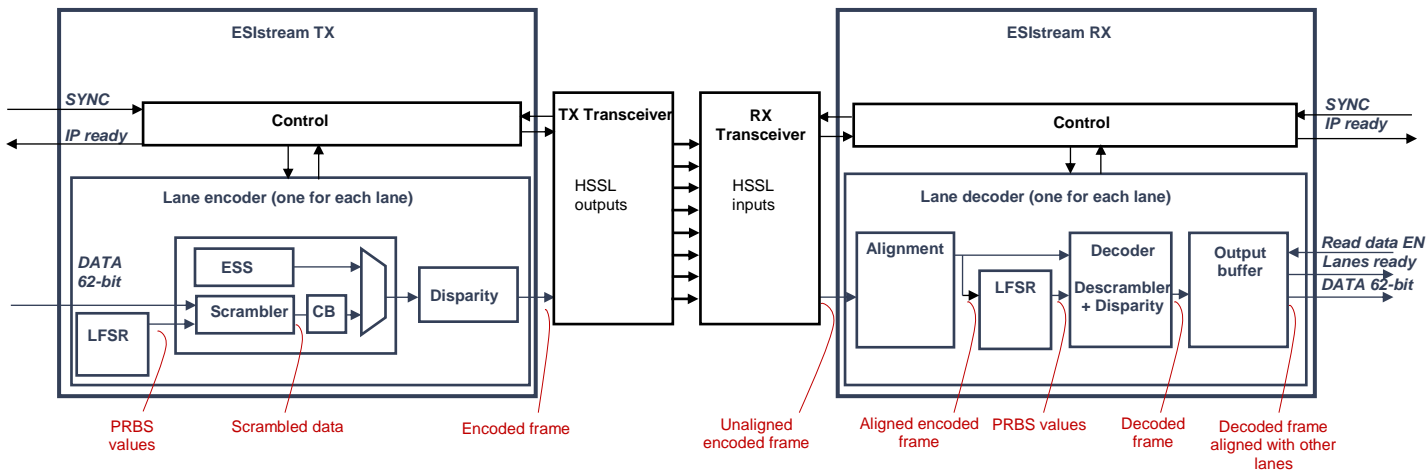 ESIstream TX
ESIstream RX
SYNC
IP ready
Control
TX Transceiver
HSSL
outputs
RX
Transceiver
HSSL
inputs
Control
SYNC
IP ready
Lane encoder (one for each lane)
DATA
62-bit
ESS
Scrambler
CB
LFSR
Disparity
Lane decoder (one for each lane)
Alignment
LFSR
Decoder
Descrambler
+ Disparity
Output
buffer
Read data EN
Lanes ready
DATA 62-bit
PRBS
values
Scrambled data
Encoded frame
Unaligned
encoded frame
Aligned encoded
frame
PRBS values
Decoded
frame
Decoded frame
aligned with other
lanes